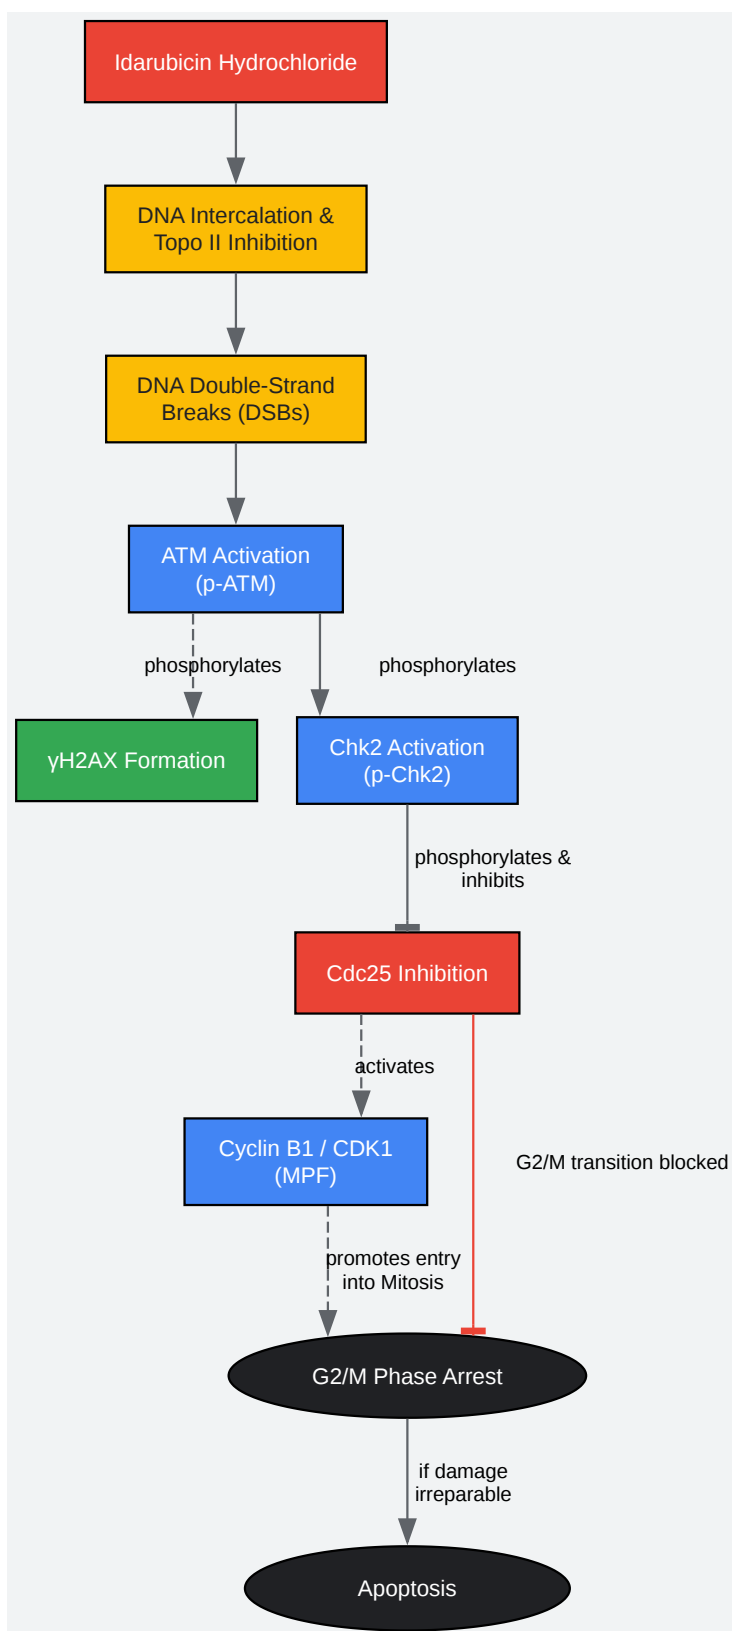 Idarubicin Hydrochloride
DNA Intercalation &
Topo II Inhibition
DNA Double-Strand
Breaks (DSBs)
ATM Activation
(p-ATM)
phosphorylates
phosphorylates
γH2AX Formation
Chk2 Activation
(p-Chk2)
phosphorylates &
inhibits
Cdc25 Inhibition
activates
Cyclin B1 / CDK1
(MPF)
G2/M transition blocked
promotes entry
into Mitosis
G2/M Phase Arrest
if damage
irreparable
Apoptosis